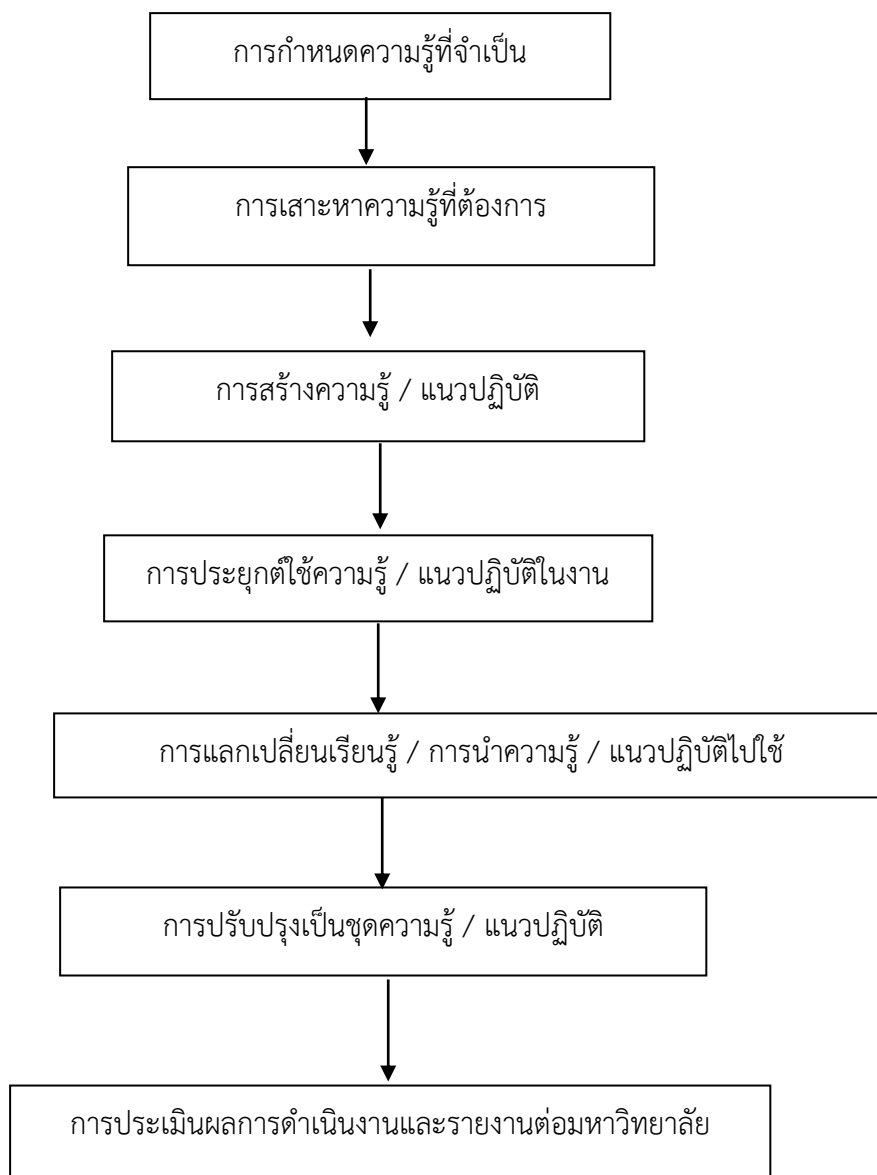 การกำหนดความรู้ที่จำเป็น
การเสาะหาความรู้ที่ต้องการ
การสร้างความรู้ / แนวปฏิบัติ
การประยุกต์ใช้ความรู้ / แนวปฏิบัติในงาน
การแลกเปลี่ยนเรียนรู้ / การนำความรู้ / แนวปฏิบัติไปใช้
การปรับปรุงเป็นชุดความรู้ / แนวปฏิบัติ
การประเมินผลการดำเนินงานและรายงานต่อมหาวิทยาลัย